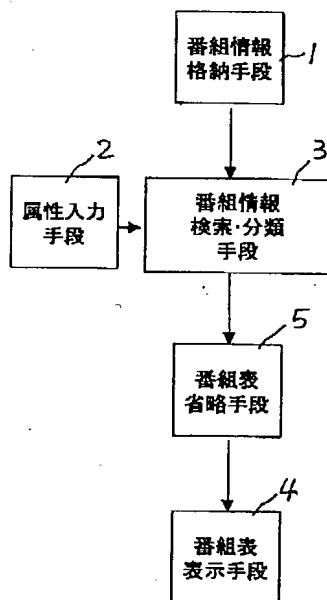 番組情報
格納手段
1
2
属性入力
手段
3
番組情報
検索・分類
手段
5
番組表
省略手段
4
番組表
表示手段